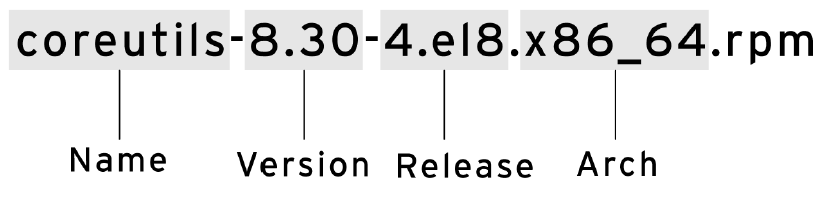 coreutils-8.30-4.el8.x86_64.rpm
Name Version Release Arch